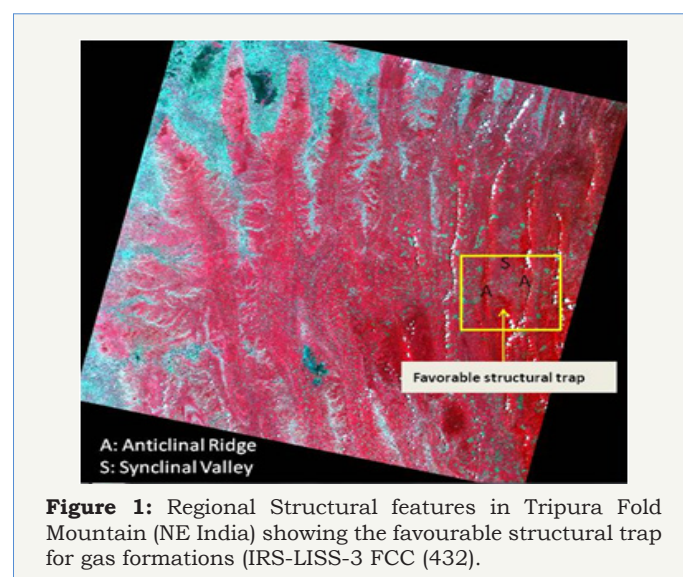 S
A
A
Favorable structural trap
A: Anticlinal Ridge
S: Synclinal Valley
Figure 1: Regional Structural features in Tripura Fold
Mountain (NE India) showing the favourable structural trap
for gas formations (IRS-LISS-3 FCC (432).